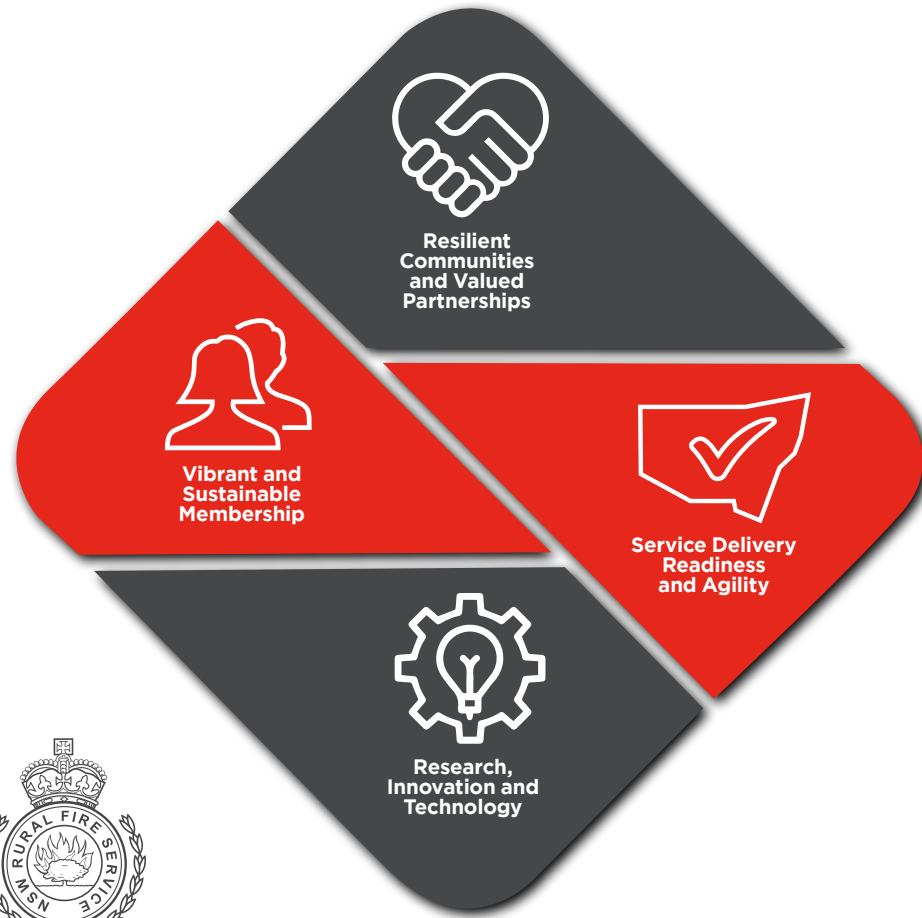 Resilient
Communities
and Valued
Partnerships
Vibrant and
Sustainable
Membership
Service Delivery
Readiness
and Agility
Research,
Innovation and
Technology
NSW RURAL FIRE SERVICE